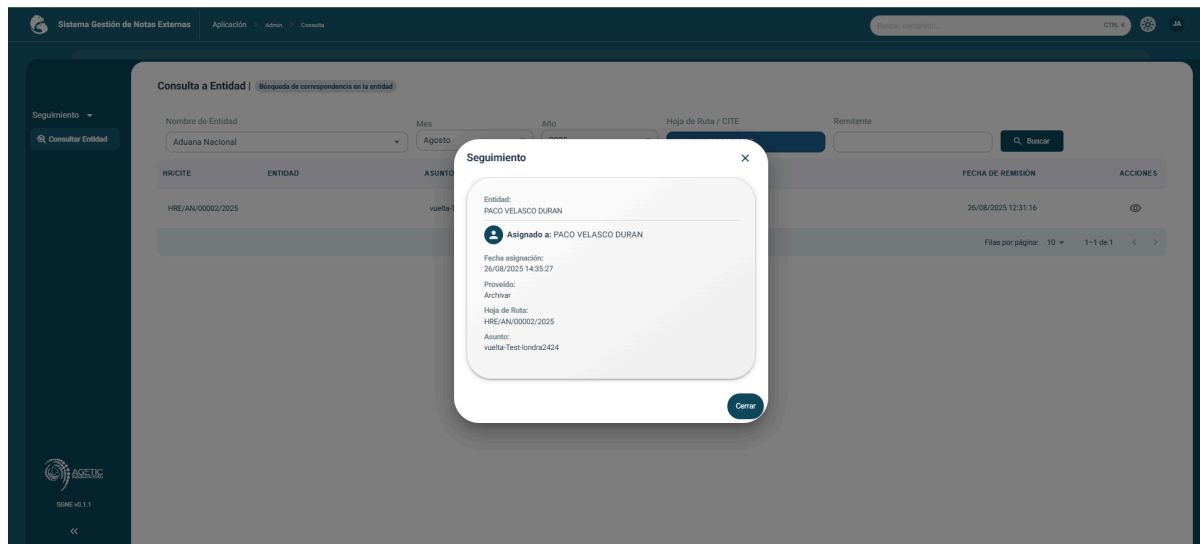 Sistema Gestión de Notas Externas Aplicación > Admin > Consulta Buscar contenido... CTRL K JA
Consulta a Entidad | Búsqueda de correspondencia en la entidad
Seguimiento
Consultar Entidad
Nombre de Entidad Mes Año Hoja de Ruta / CITE Remitente
Aduana Nacional Agosto 2025 Buscar
HR/CITE ENTIDAD ASUNTO FECHA DE REMISIÓN ACCIONES
HRE/AN/00002/2025 vuelta-T 26/08/2025 12:31:16
Filas por página: 10 1–1 de 1
Seguimiento
Entidad:
PACO VELASCO DURAN
Asignado a: PACO VELASCO DURAN
Fecha asignación:
26/08/2025 14:35:27
Proveído:
Archivar
Hoja de Ruta:
HRE/AN/00002/2025
Asunto:
vuelta-Test-londra2424
Cerrar
AGETIC
SGNE v0.1.1